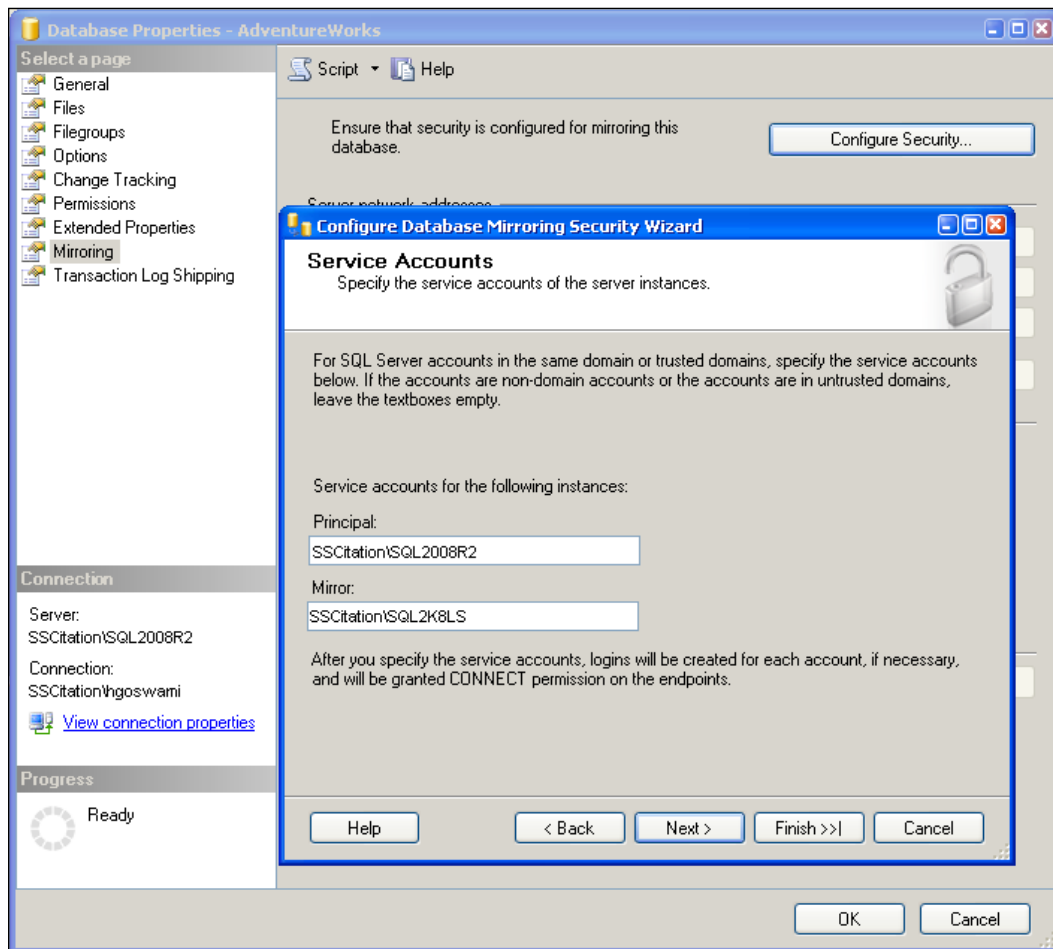 Database Properties - AdventureWorks
Select a page
General
Files
Filegroups
Options
Change Tracking
Permissions
Extended Properties
Mirroring
Transaction Log Shipping
Connection
Server:
SSCitation\SQL2008R2
Connection:
SSCitation\hgoswami
View connection properties
Progress
Ready
Script
Help
Ensure that security is configured for mirroring this
database.
Configure Security...
Server network addresses
Configure Database Mirroring Security Wizard
Service Accounts
Specify the service accounts of the server instances.
For SQL Server accounts in the same domain or trusted domains, specify the service accounts
below. If the accounts are non-domain accounts or the accounts are in untrusted domains,
leave the textboxes empty.
Service accounts for the following instances:
Principal:
SSCitation\SQL2008R2
Mirror:
SSCitation\SQL2K8LS
After you specify the service accounts, logins will be created for each account, if necessary,
and will be granted CONNECT permission on the endpoints.
Help
< Back
Next >
Finish >>|
Cancel
OK
Cancel